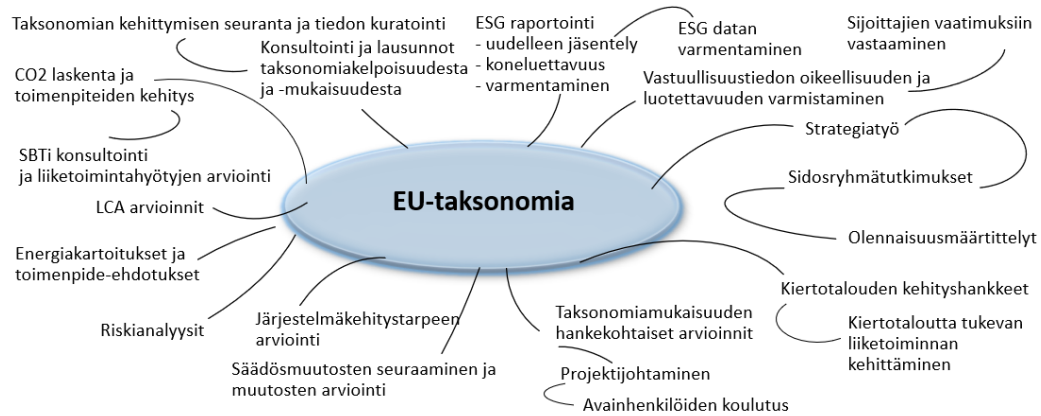 Taksonomian kehittymisen seuranta ja tiedon kuratointi
Konsultointi ja lausunnot
taksonomiakelpoisuudesta
ja -mukaisuudesta
ESG raportointi
- uudelleen jäsentely
- koneluettavuus
- varmentaminen
ESG datan
varmentaminen
Sijoittajien vaatimuksiin
vastaaminen
Vastuullisuustiedon oikeellisuuden ja
luotettavuuden varmistaminen
CO2 laskenta ja
toimenpiteiden kehitys
SBTi konsultointi
ja liiketoimintahyötyjen arviointi
LCA arvioinnit
Energiakartoitukset ja
toimenpide-ehdotukset
Riskianalyysit
EU-taksonomia
Strategiatyö
Sidosryhmätutkimukset
Olennaisuusmäärtittelyt
Kiertotalouden kehityshankkeet
Kiertotaloutta tukevan
liiketoiminnan
kehittäminen
Järjestelmäkehitystarpeen
arviointi
Säädösmuutosten seuraaminen ja
muutosten arviointi
Taksonomiamukaisuuden
hankekohtaiset arvioinnit
Projektijohtaminen
Avainhenkilöiden koulutus